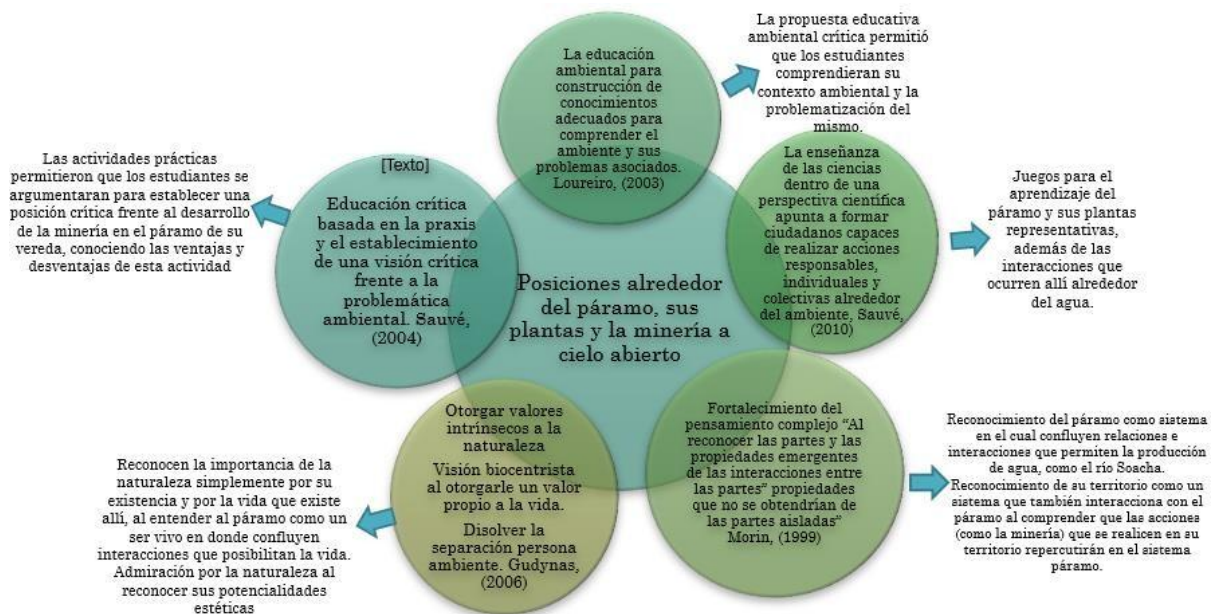 La educación
ambiental para
construcción de
conocimientos
adecuados para
comprender el
ambiente y sus
problemas asociados.
Loureiro, (2003)
La propuesta educativa
ambiental crítica permitió
que los estudiantes
comprendieran su
contexto ambiental y la
problematización del
mismo.
La enseñanza
de las ciencias
dentro de una
perspectiva científica
apunta a formar
ciudadanos capaces
de realizar acciones
responsables,
individuales y
colectivas alrededor
del ambiente, Sauvé,
(2010)
Juegos para el
aprendizaje del
páramo y sus plantas
representativas,
además de las
interacciones que
ocurren allí alrededor
del agua.
Las actividades prácticas
permitieron que los estudiantes se
argumentaran para establecer una
posición crítica frente al desarrollo
de la minería en el páramo de su
vereda, conociendo las ventajas y
desventajas de esta actividad
[Texto]
Educación crítica
basada en la praxis
y el establecimiento
de una visión crítica
frente a la
problemática
ambiental. Sauvé,
(2004)
Posiciones alrededor
del páramo, sus
plantas y la minería a
cielo abierto
Otorgar valores
intrínsecos a la
naturaleza
Visión biocentrista
al otorgarle un valor
propio a la vida.
Disolver la
separación persona
ambiente. Gudynas,
(2006)
Reconocen la importancia de la
naturaleza simplemente por su
existencia y por la vida que existe
allí, al entender al páramo como un
ser vivo en donde confluyen
interacciones que posibilitan la vida.
Admiración por la naturaleza al
reconocer sus potencialidades
estéticas
Fortalecimiento del
pensamiento complejo “Al
reconocer las partes y las
propiedades emergentes
de las interacciones entre
las partes” propiedades
que no se obtendrían de
las partes aisladas”
Morin, (1999)
Reconocimiento del páramo como sistema
en el cual confluyen relaciones e
interacciones que permiten la producción
de agua, como el río Soacha.
Reconocimiento de su territorio como un
sistema que también interacciona con el
páramo al comprender que las acciones
(como la minería) que se realicen en su
territorio repercutirán en el sistema
páramo.